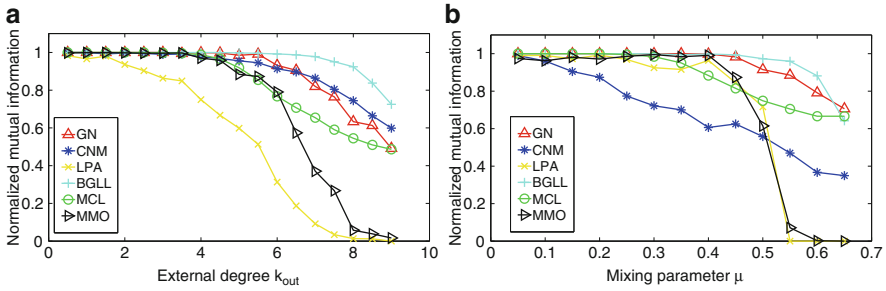 a
Normalized mutual information
1
0.8
0.6
0.4
0.2
0
GN
CNM
LPA
BGLL
MCL
MMO
0
2
4
6
8
10
External degree kout
b
Normalized mutual information
1
0.8
0.6
0.4
0.2
0
GN
CNM
LPA
BGLL
MCL
MMO
0
0.1
0.2
0.3
0.4
0.5
0.6
0.7
Mixing parameter μ